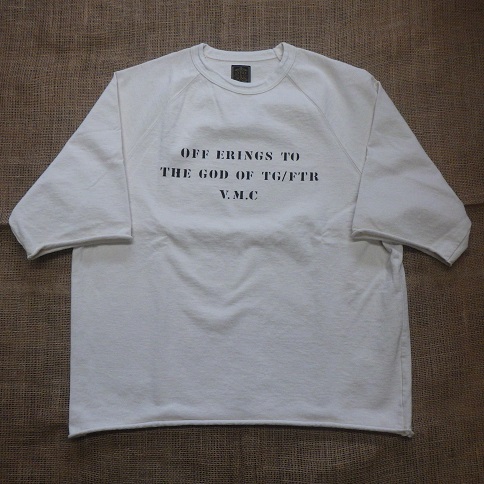 OFF ERINGS TO
THE GOD OF TG/FTR
V.M.C